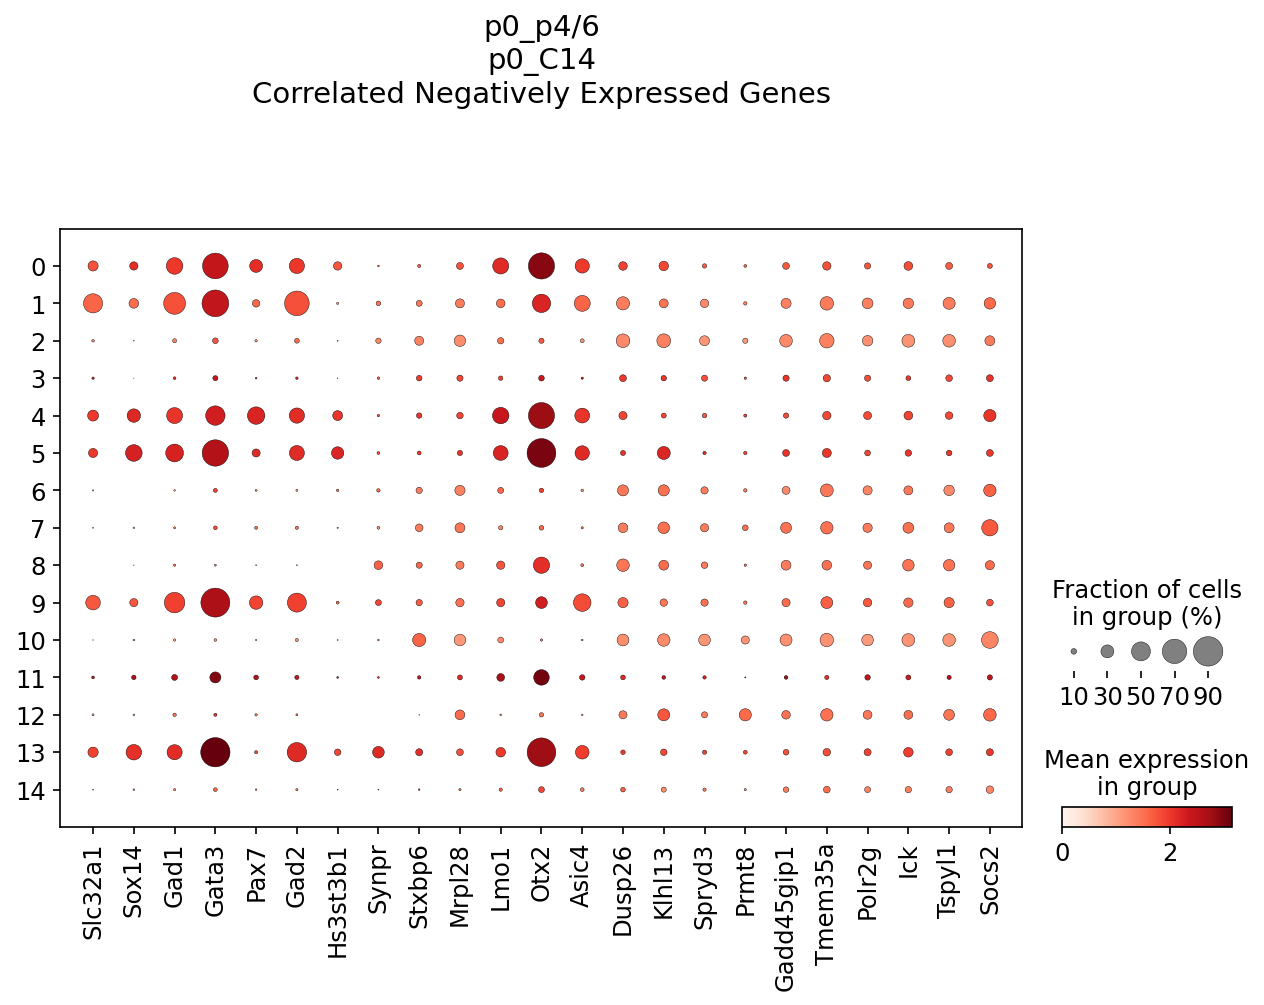 p0_p4/6
p0_C14
Correlated Negatively Expressed Genes
0
1
2
3
4
5
6
7
8
9
10
11
12
13
14
Slc32a1
Sox14
Gad1
Gata3
Pax7
Gad2
Hs3st3b1
Synpr
Stxbp6
Mrpl28
Lmo1
Otx2
Asic4
Dusp26
Klhl13
Spryd3
Prmt8
Gadd45gip1
Tmem35a
Polr2g
Ick
Tspyl1
Socs2
Fraction of cells
in group (%)
10 30 50 70 90
Mean expression
in group
0 2